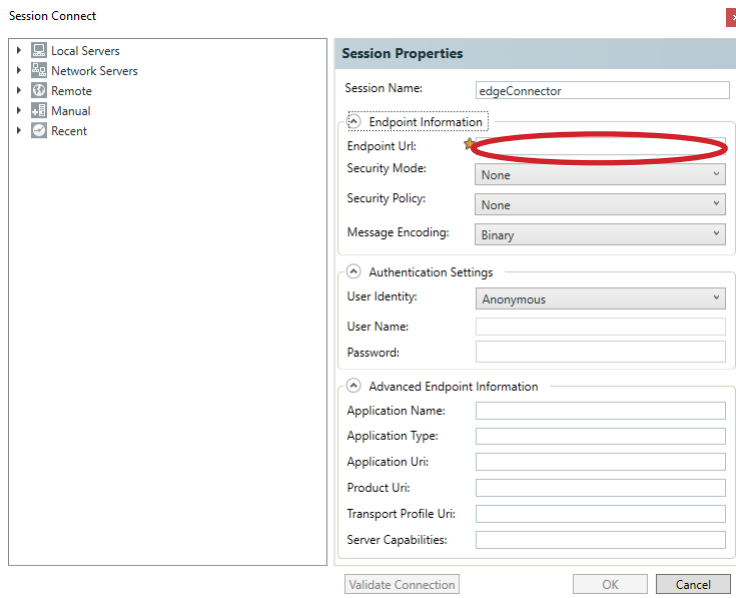 Session Connect
Local Servers
Network Servers
Remote
Manual
Recent
Session Properties
Session Name: edgeConnector
Endpoint Information
Endpoint Url:
Security Mode: None
Security Policy: None
Message Encoding: Binary
Authentication Settings
User Identity: Anonymous
User Name:
Password:
Advanced Endpoint Information
Application Name:
Application Type:
Application Uri:
Product Uri:
Transport Profile Uri:
Server Capabilities:
Validate Connection OK Cancel